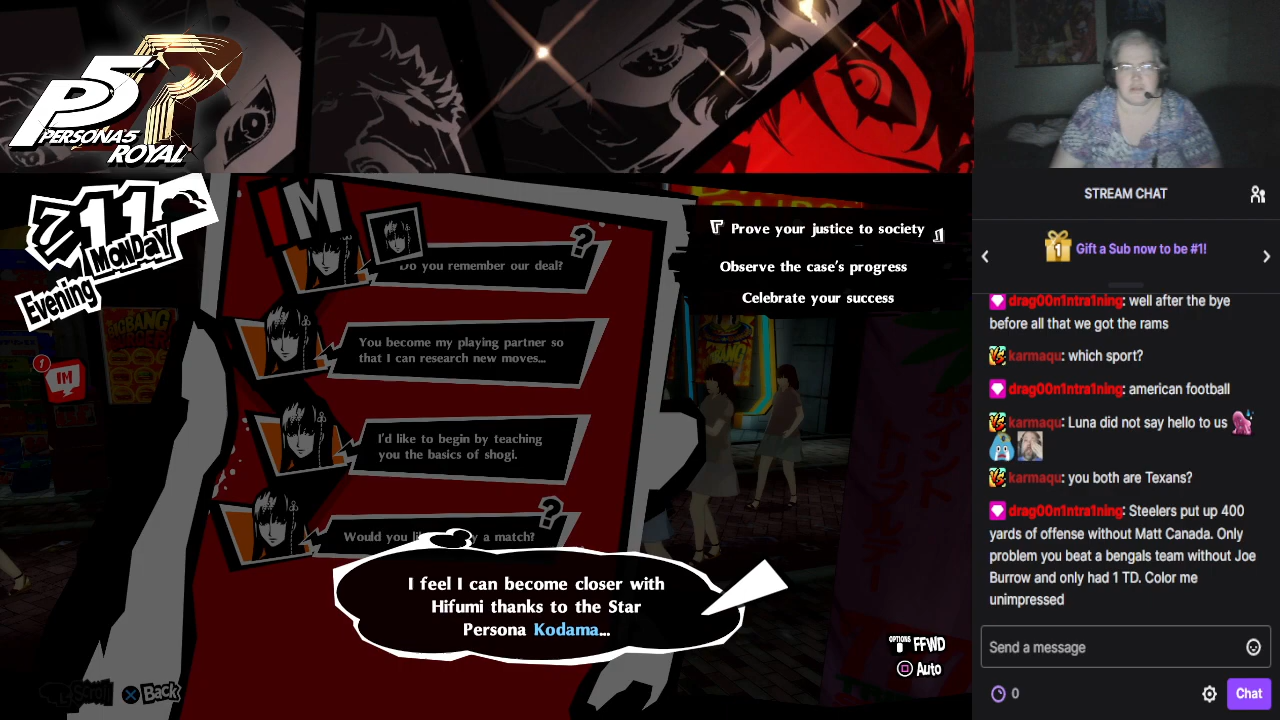 P5R
PERSONA5
ROYAL
7/11
MONDAY
Evening
IM
Do you remember our deal?
?
You become my playing partner so
that I can research new moves...
I'd like to begin by teaching
you the basics of shogi.
Would you li y a match?
?
I feel I can become closer with
Hifumi thanks to the Star
Persona Kodama...
Prove your justice to society
Observe the case's progress
Celebrate your success
1
IM
OPTIONS FFWD
Auto
Scroll
Back
STREAM CHAT
1 Gift a Sub now to be #1!
drag00n1ntra1ning: well after the bye
before all that we got the rams
karmaqu: which sport?
drag00n1ntra1ning: american football
karmaqu: Luna did not say hello to us
karmaqu: you both are Texans?
drag00n1ntra1ning: Steelers put up 400
yards of offense without Matt Canada. Only
problem you beat a bengals team without Joe
Burrow and only had 1 TD. Color me
unimpressed
Send a message
0
Chat